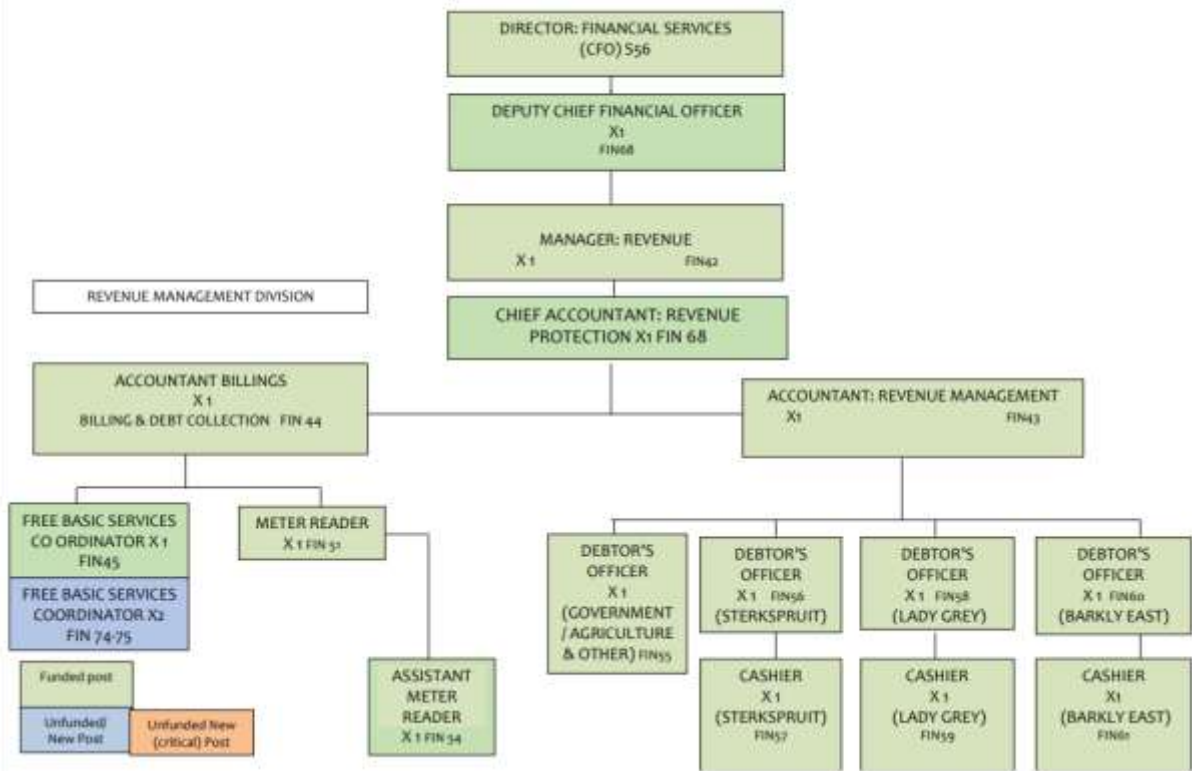 DIRECTOR: FINANCIAL SERVICES
(CFO) S56
DEPUTY CHIEF FINANCIAL OFFICER
X1
FIN68
MANAGER: REVENUE
X 1 FIN42
REVENUE MANAGEMENT DIVISION
CHIEF ACCOUNTANT: REVENUE
PROTECTION X1 FIN 68
ACCOUNTANT BILLINGS
X 1
BILLING & DEBT COLLECTION FIN 44
ACCOUNTANT: REVENUE MANAGEMENT
X1 FIN43
FREE BASIC SERVICES
CO ORDINATOR X 1
FIN45
FREE BASIC SERVICES
COORDINATOR X2
FIN 74-75
METER READER
X 1 FIN 51
ASSISTANT
METER
READER
X 1 FIN 54
DEBTOR'S
OFFICER
X 1
(GOVERNMENT
/ AGRICULTURE
& OTHER) FIN55
DEBTOR'S
OFFICER
X 1 FIN56
(STERKSPRUIT)
DEBTOR'S
OFFICER
X 1 FIN58
(LADY GREY)
DEBTOR'S
OFFICER
X 1 FIN60
(BARKLY EAST)
CASHIER
X 1
(STERKSPRUIT)
FIN57
CASHIER
X 1
(LADY GREY)
FIN59
CASHIER
X1
(BARKLY EAST)
FIN61
Funded post
Unfunded/
New Post
Unfunded New
(critical) Post